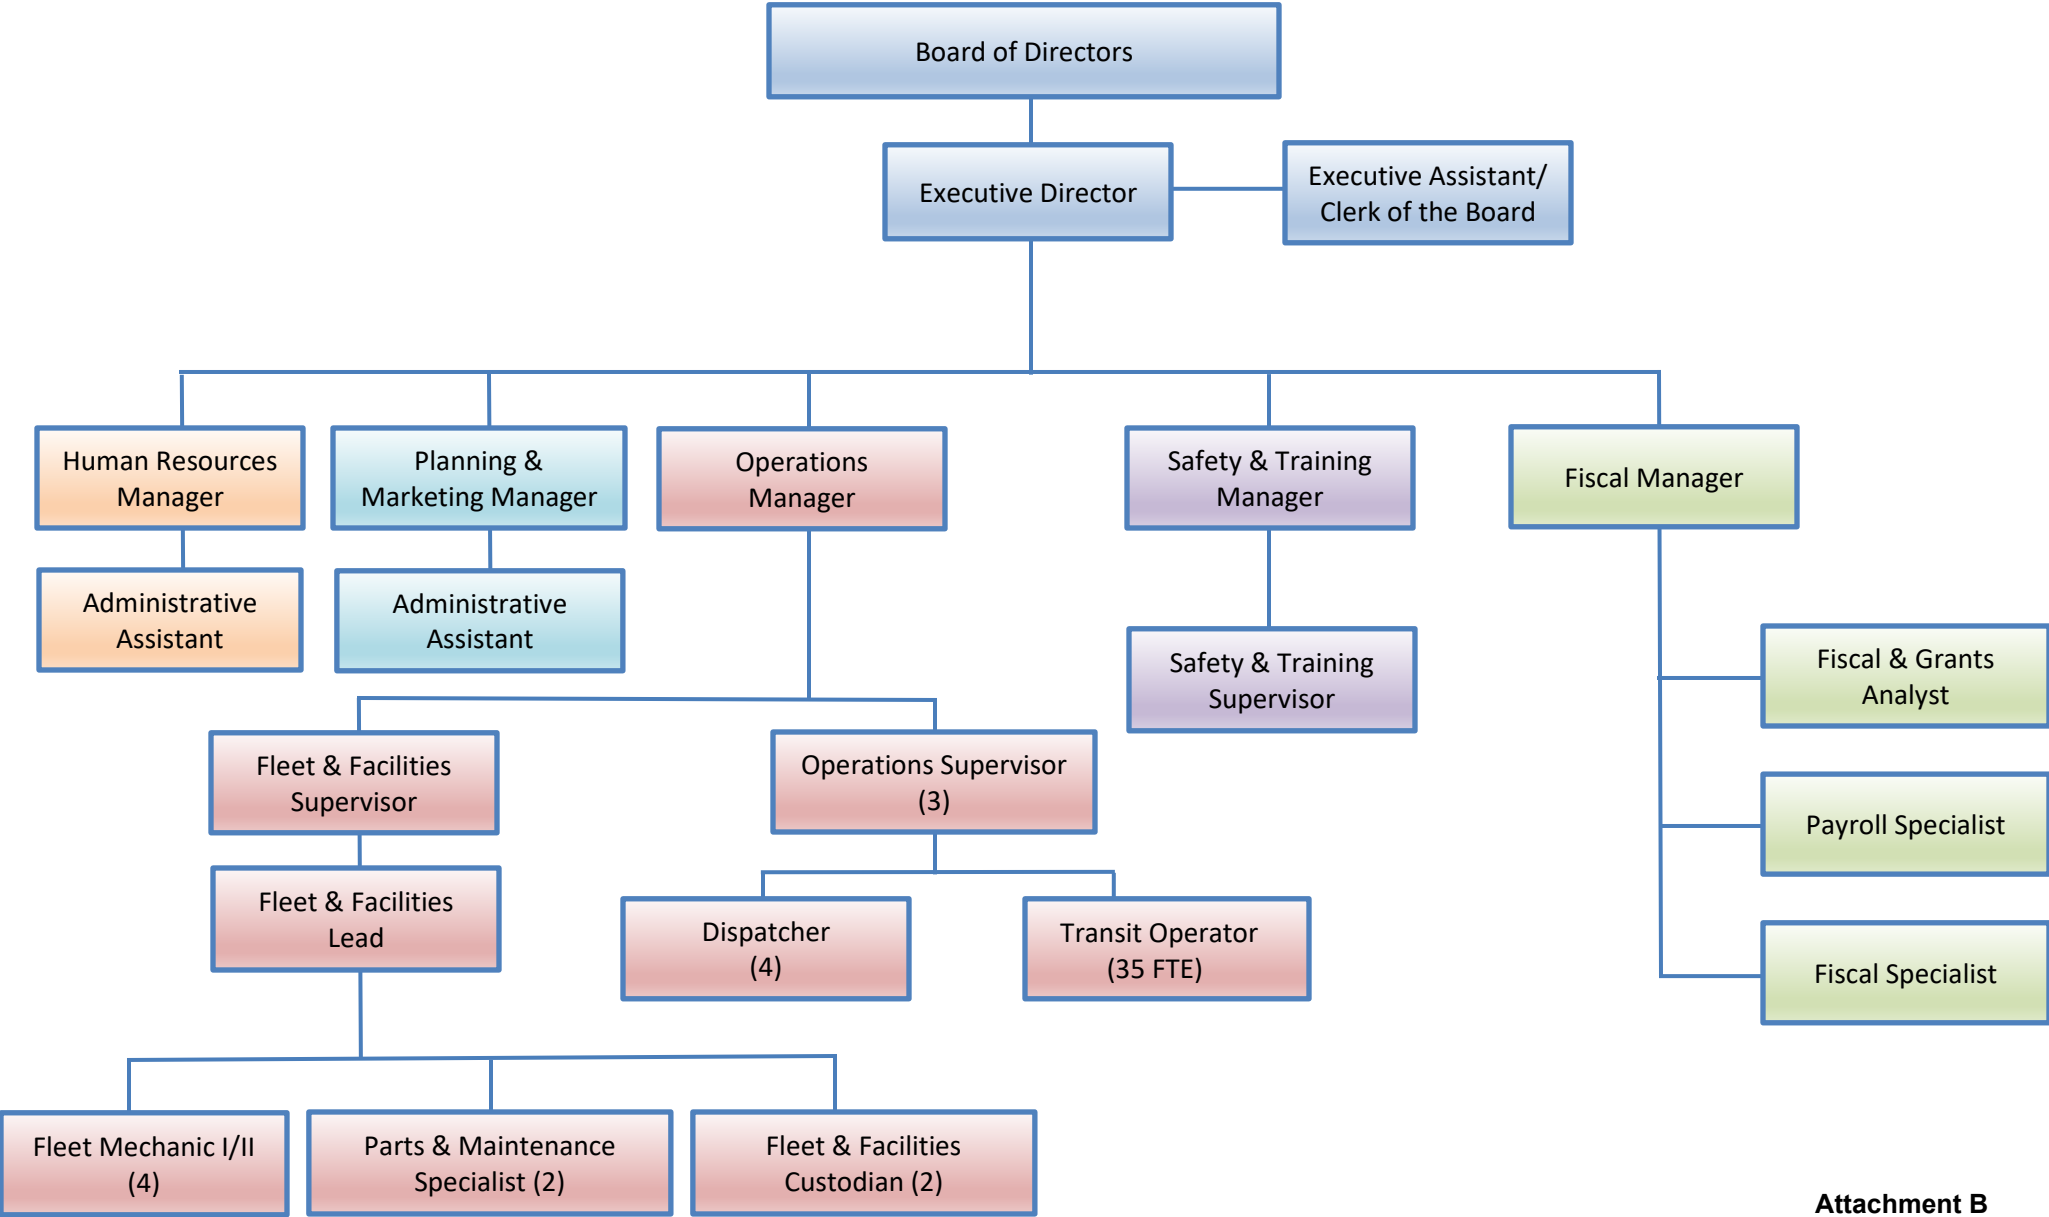 Board of Directors
Executive Director
Executive Assistant/
Clerk of the Board
Human Resources
Manager
Planning &
Marketing Manager
Operations
Manager
Safety & Training
Manager
Fiscal Manager
Administrative
Assistant
Administrative
Assistant
Safety & Training
Supervisor
Fiscal & Grants
Analyst
Fleet & Facilities
Supervisor
Operations Supervisor
(3)
Payroll Specialist
Fleet & Facilities
Lead
Dispatcher
(4)
Transit Operator
(35 FTE)
Fiscal Specialist
Fleet Mechanic I/II
(4)
Parts & Maintenance
Specialist (2)
Fleet & Facilities
Custodian (2)
Attachment B